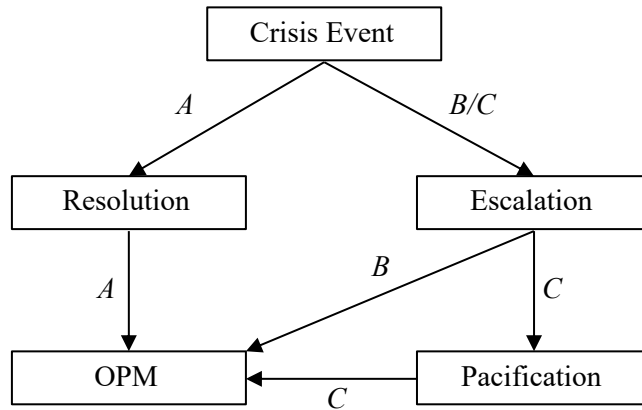 Crisis Event
A
B/C
Resolution
Escalation
A
B
C
OPM
C
Pacification